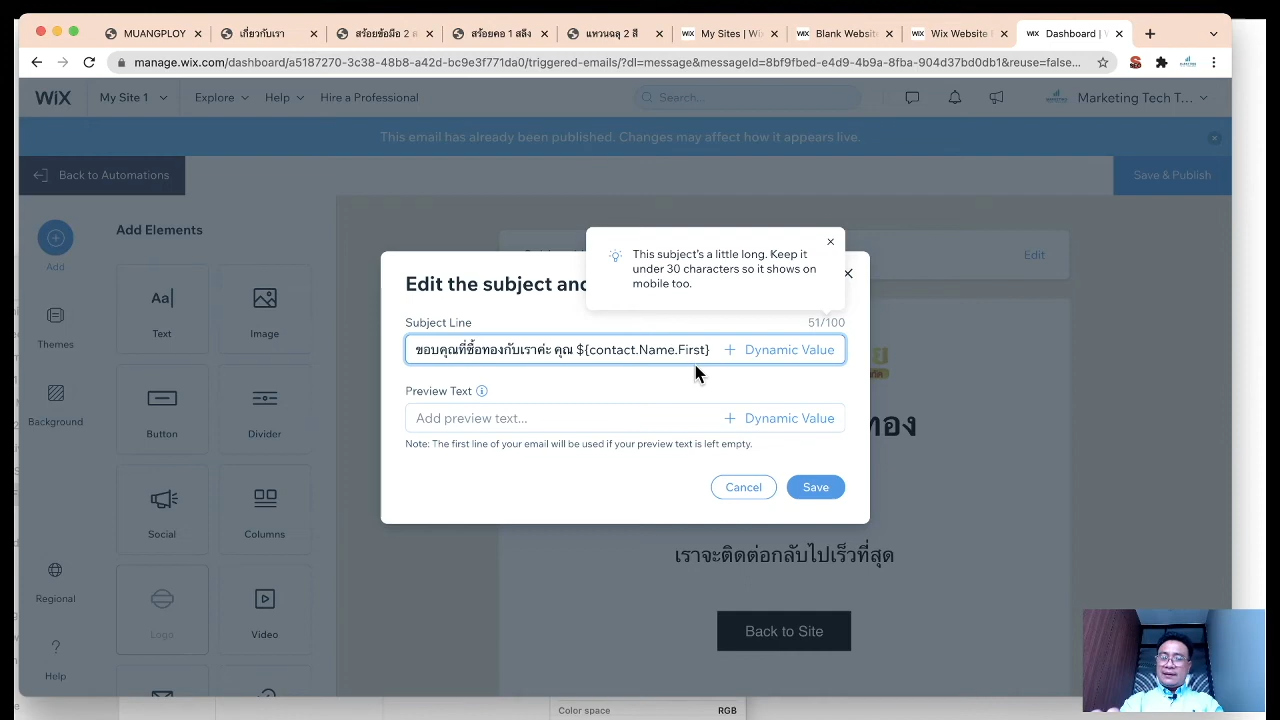 MUANGPLOY
เกี่ยวกับเรา
สร้อยข้อมือ 2 ส
สร้อยคอ 1 สลึง
แหวนฉลุ 2 สี
WiX My Sites | Wix
WiX Blank Website
WiX Wix Website
WiX Dashboard |
manage.wix.com/dashboard/a5187270-3c38-48b8-a42d-bc9e3f771da0/triggered-emails/?dl=message&messageId=8bf9fbed-e4d9-4b9a-8fba-904d37bd0db1&reuse=false...
WiX My Site 1 Explore Help Hire a Professional Search... Marketing Tech T...
This email has already been published. Changes may affect how it appears live.
Back to Automations
Save & Publish
Add
Themes
Background
Regional
Help
Add Elements
Aa
Text
Image
Button
Divider
Social
Columns
Logo
Video
Edit
This subject's a little long. Keep it
under 30 characters so it shows on
mobile too.
Edit the subject and
Subject Line 51/100
ขอบคุณที่ซื้อทองกับเราค่ะ คุณ ${contact.Name.First} + Dynamic Value
Preview Text
Add preview text... + Dynamic Value
Note: The first line of your email will be used if your preview text is left empty.
Cancel Save
ทอง
เราจะติดต่อกลับไปเร็วที่สุด
Back to Site
Color space RGB